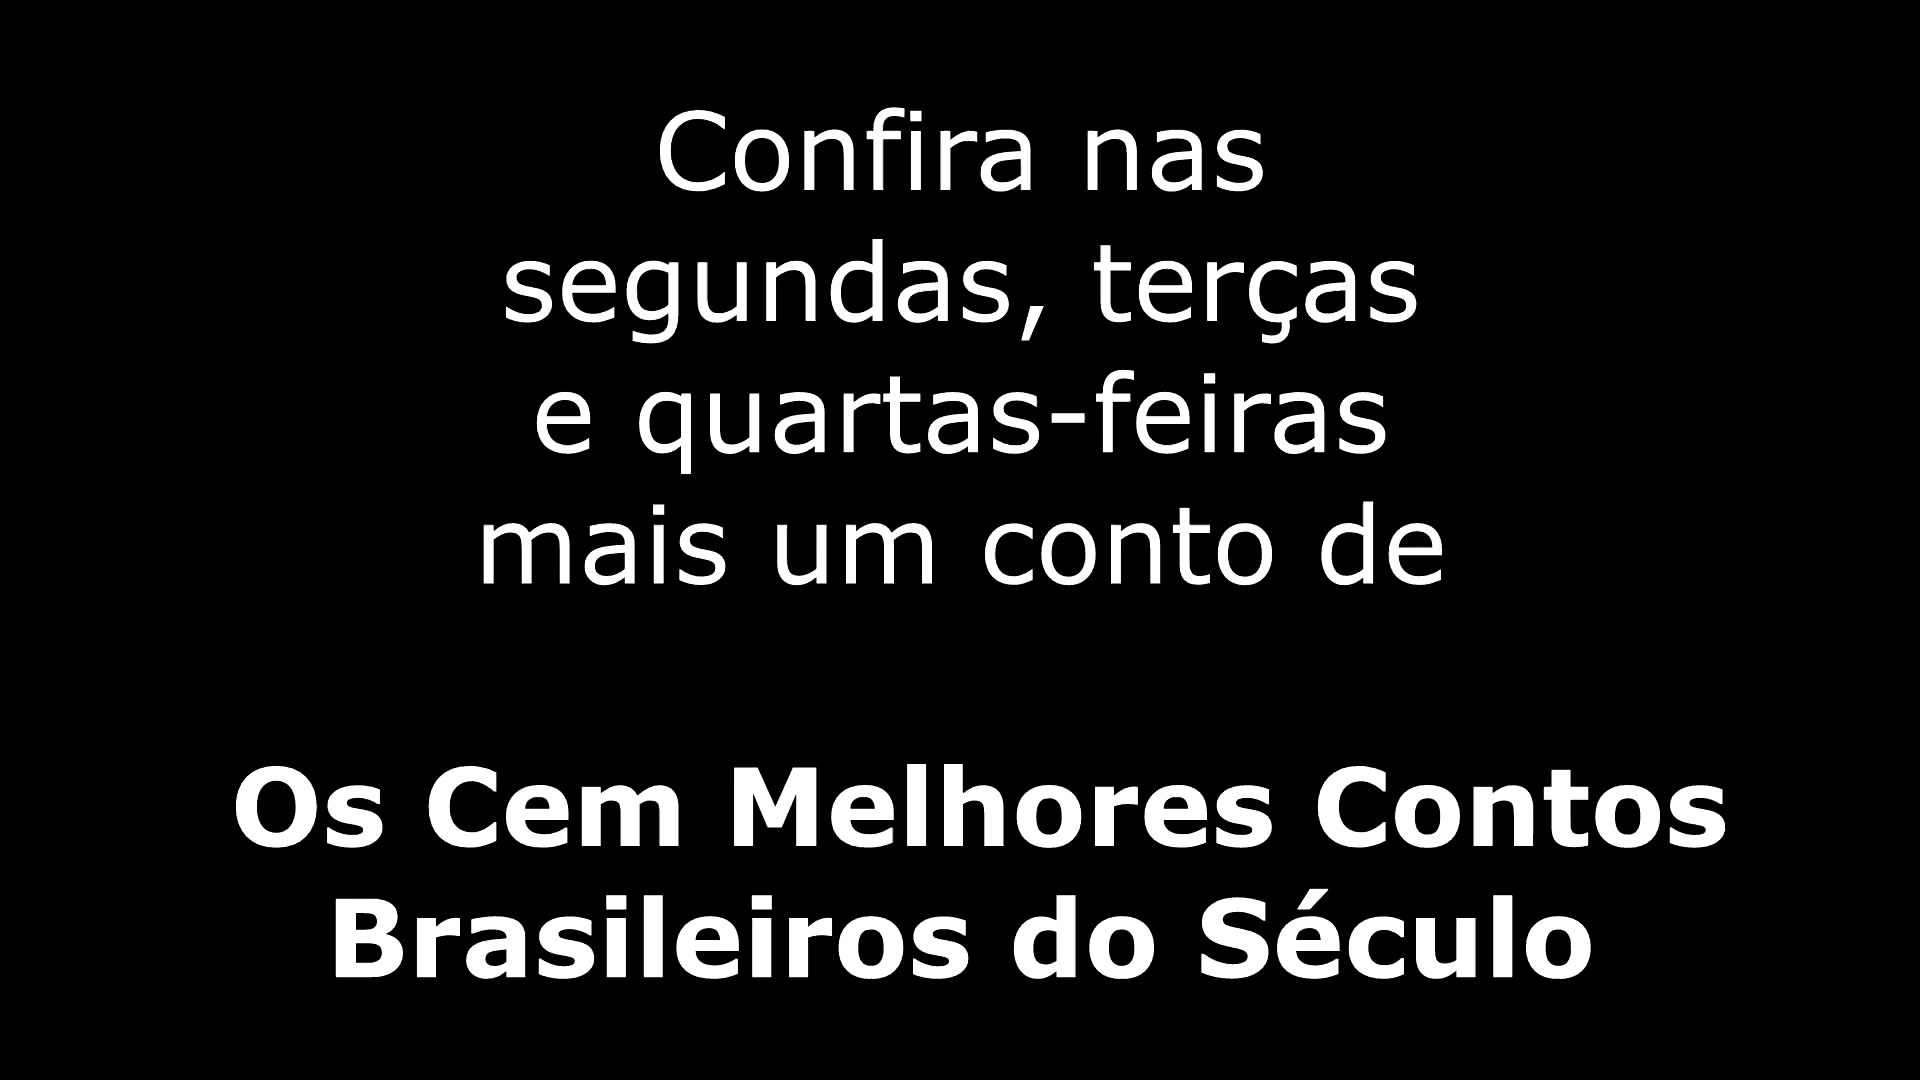 Confira nas
segundas, terças
e quartas-feiras
mais um conto de
Os Cem Melhores Contos
Brasileiros do Século